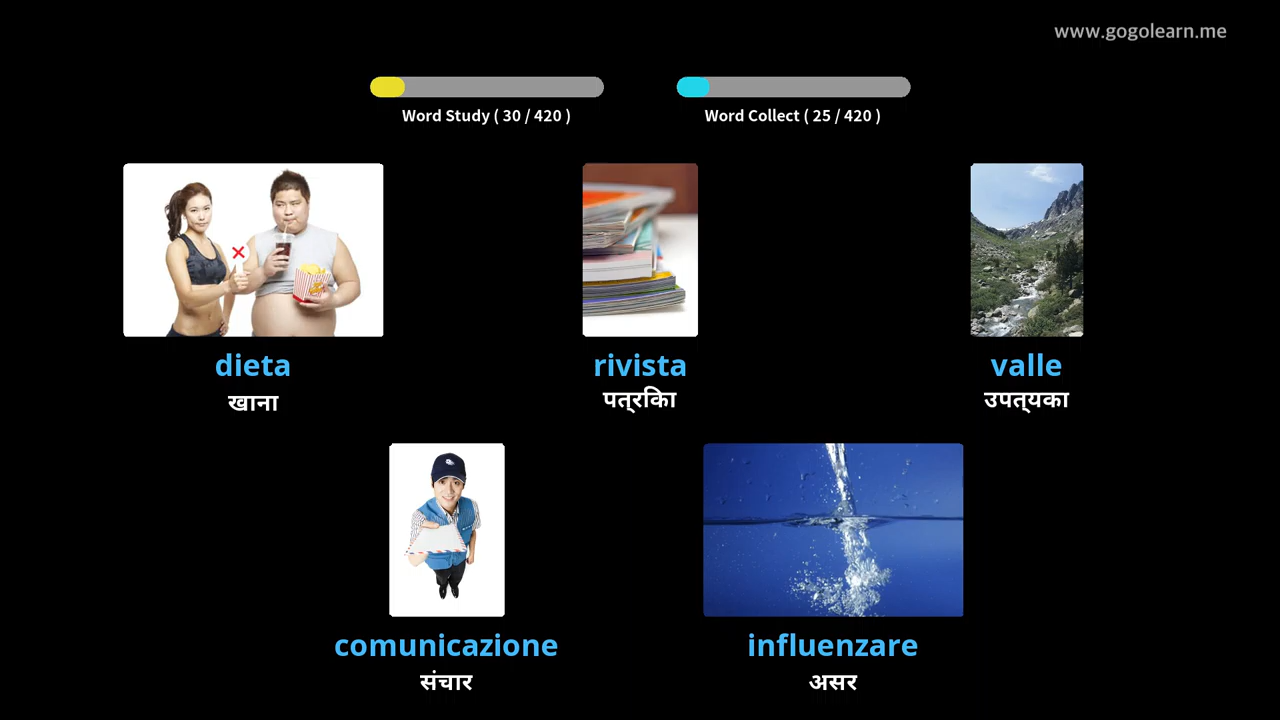 www.gogolearn.me
Word Study ( 30 / 420 )
Word Collect ( 25 / 420 )
dieta
rivista
valle
खाना
पत्रिका
उपत्यका
comunicazione
influenzare
संचार
असर